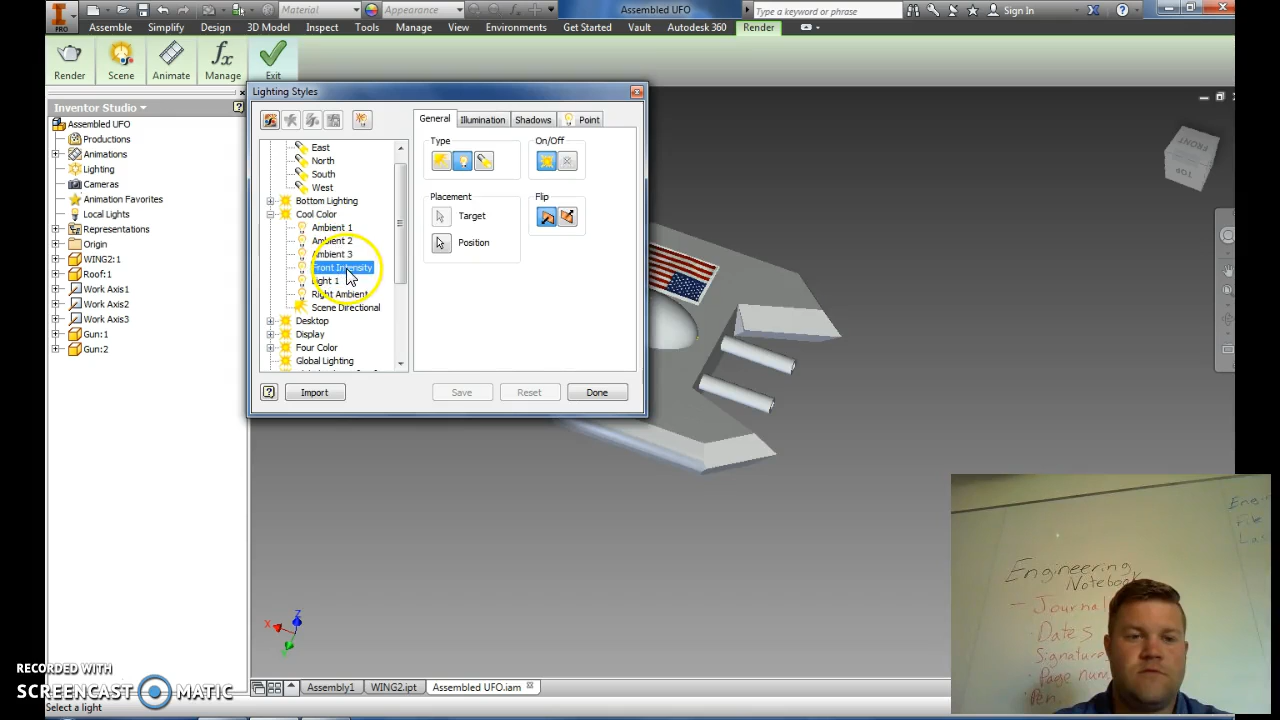 Material
Appearance
Assembled UFO
Type a keyword or phrase
Sign In
PRO
Assemble
Simplify
Design
3D Model
Inspect
Tools
Manage
View
Environments
Get Started
Vault
Autodesk 360
Render
Render
Scene
Animate
Manage
Exit
Inventor Studio
Assembled UFO
Productions
Animations
Lighting
Cameras
Animation Favorites
Local Lights
Representations
Origin
WING2:1
Roof:1
Work Axis1
Work Axis2
Work Axis3
Gun:1
Gun:2
Lighting Styles
East
North
South
West
Bottom Lighting
Cool Color
Ambient 1
Ambient 2
Ambient 3
Front Intensity
Light 1
Right Ambient
Scene Directional
Desktop
Display
Four Color
Global Lighting
General
Illumination
Shadows
Point
Type
On/Off
Placement
Target
Position
Flip
Import
Save
Reset
Done
FRONT
TOP
X
Z
Y
Engineering
Notebook
- Journal
Dates
Signature
Page num
Pen
RECORDED WITH
SCREENCAST MATIC
Assembly1
WING2.ipt
Assembled UFO.iam
Select a light